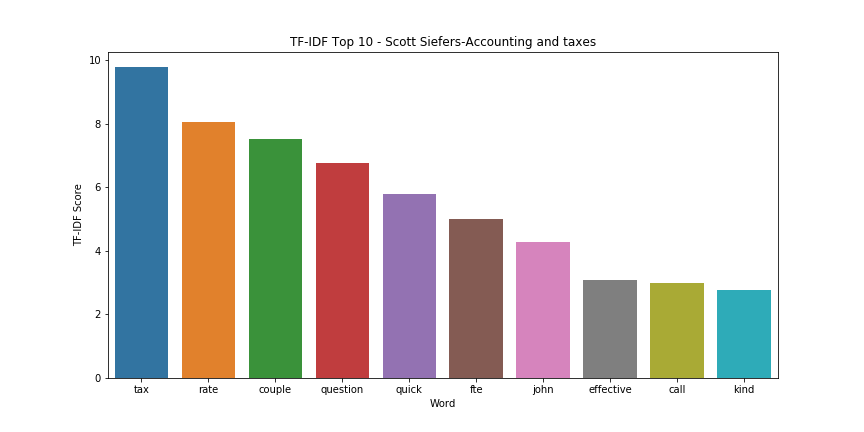 TF-IDF Top 10 - Scott Siefers-Accounting and taxes
10
8
6
4
2
0
TF-IDF Score
tax rate couple question quick fte john effective call kind
Word